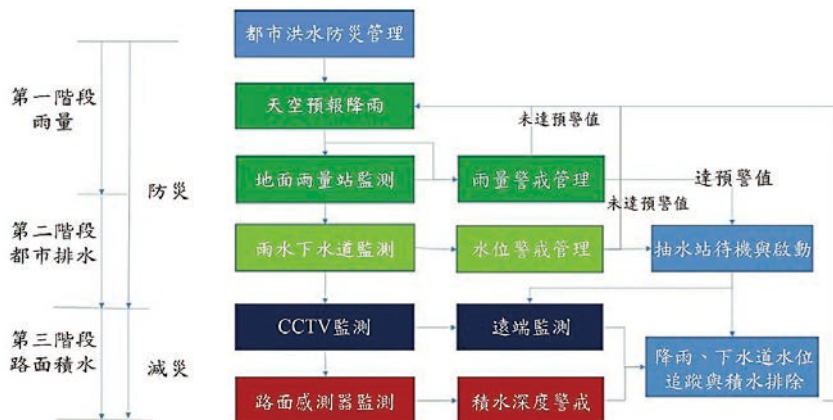 都市洪水防災管理
第一階段
雨量
天空預報降雨
未達預警值
防災
地面雨量站監測
雨量警戒管理
達預警值
未達預警值
第二階段
都市排水
雨水下水道監測
水位警戒管理
抽水站待機與啟動
第三階段
路面積水
減災
CCTV監測
遠端監測
降雨、下水道水位
追蹤與積水排除
路面感測器監測
積水深度警戒